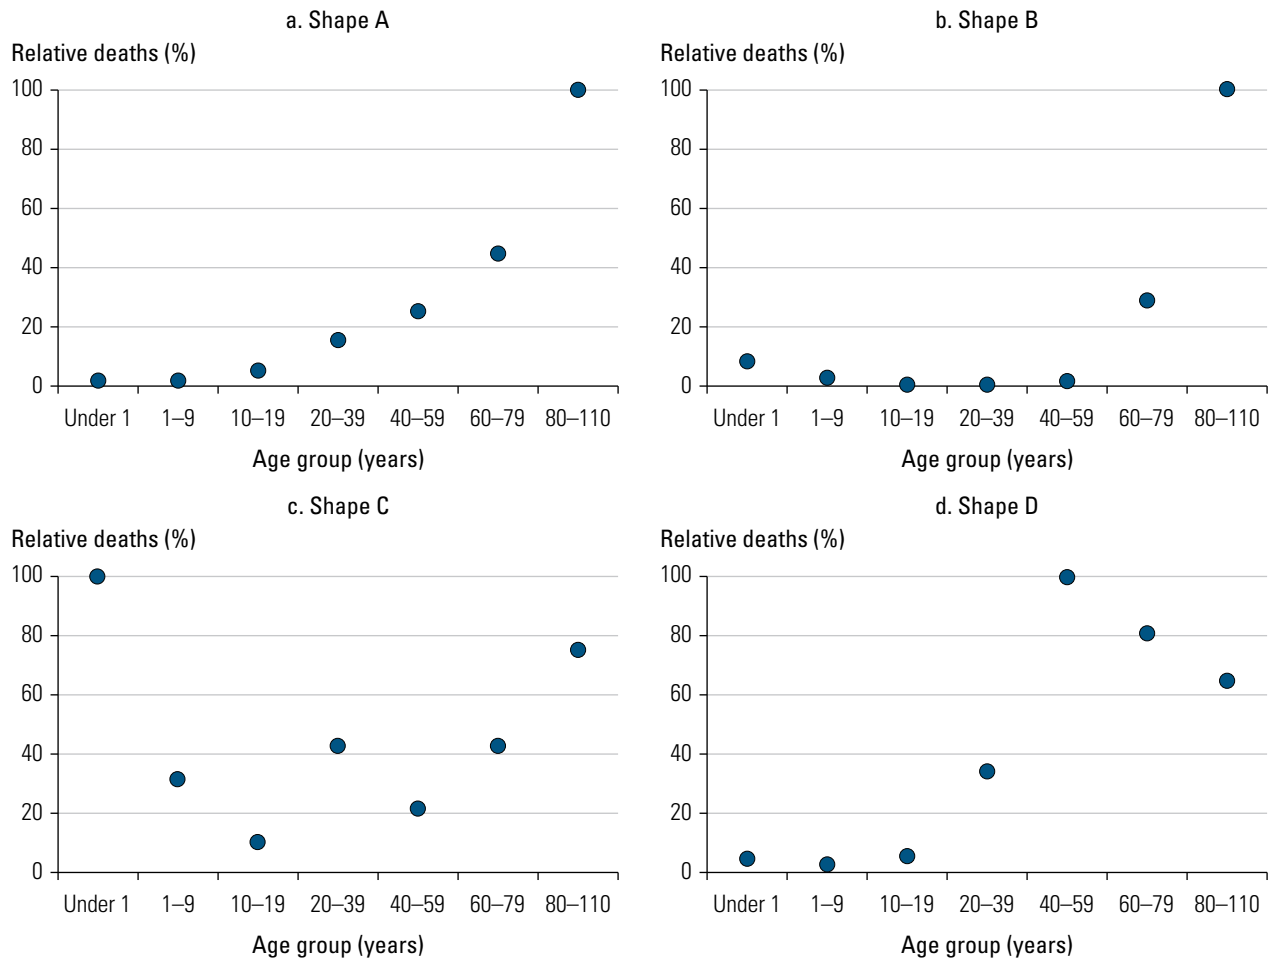 a. Shape A
Relative deaths (%)
100
80
60
40
20
0
Under 1 1–9 10–19 20–39 40–59 60–79 80–110
Age group (years)
b. Shape B
Relative deaths (%)
100
80
60
40
20
0
Under 1 1–9 10–19 20–39 40–59 60–79 80–110
Age group (years)
c. Shape C
Relative deaths (%)
100
80
60
40
20
0
Under 1 1–9 10–19 20–39 40–59 60–79 80–110
Age group (years)
d. Shape D
Relative deaths (%)
100
80
60
40
20
0
Under 1 1–9 10–19 20–39 40–59 60–79 80–110
Age group (years)